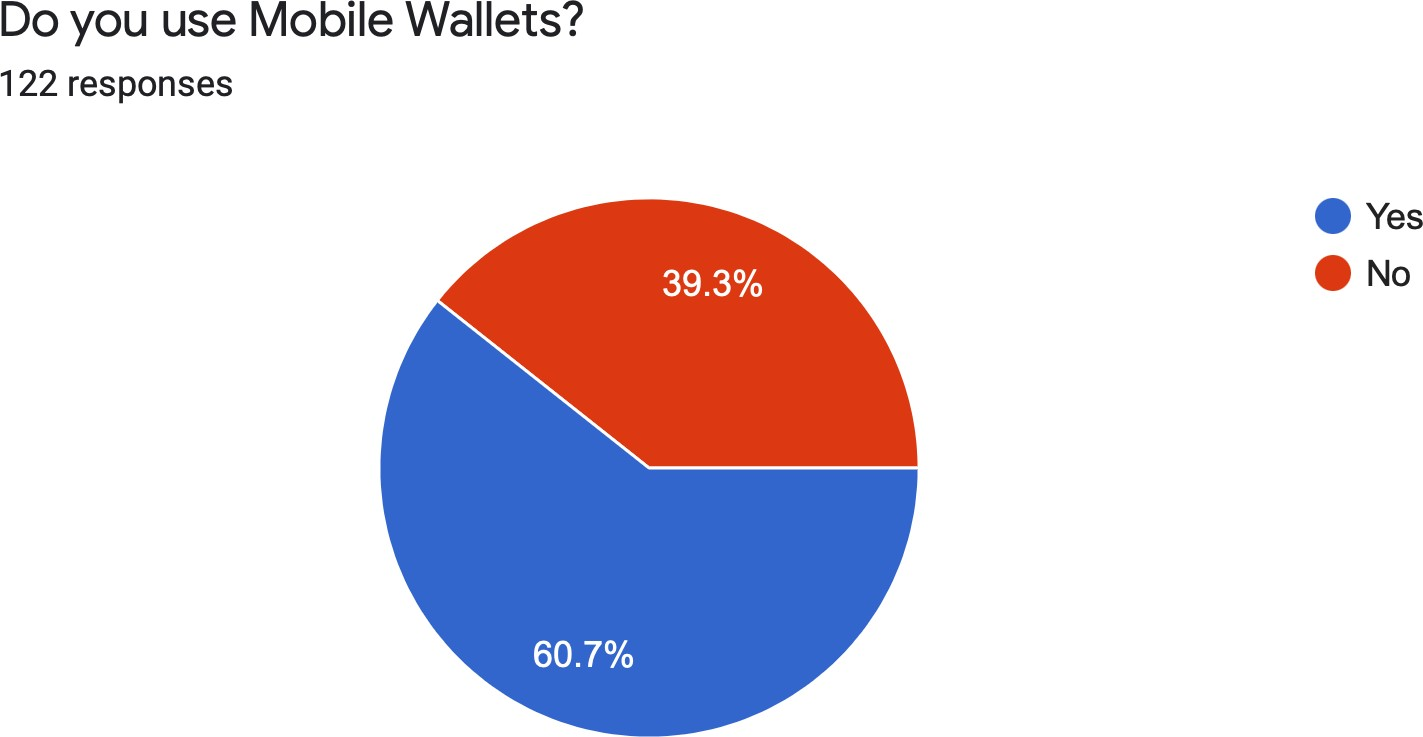 Do you use Mobile Wallets?
122 responses
Yes
No
39.3%
60.7%